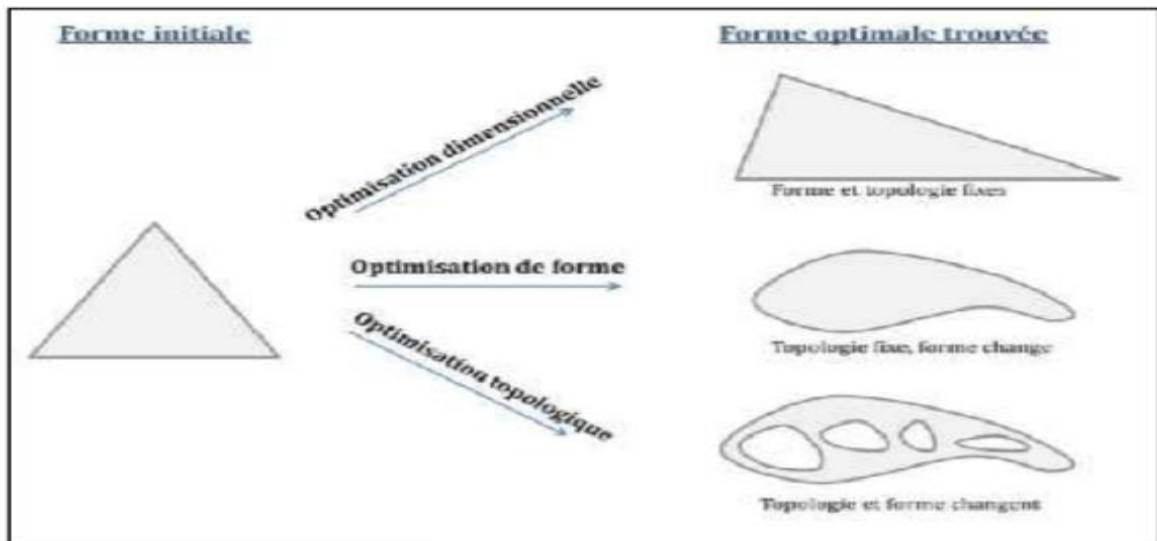 Forme initiale
Forme optimale trouvée
Optimisation dimensionnelle
Forme et topologie fixes
Optimisation de forme
Topologie fixe, forme change
Optimisation topologique
Topologie et forme changent